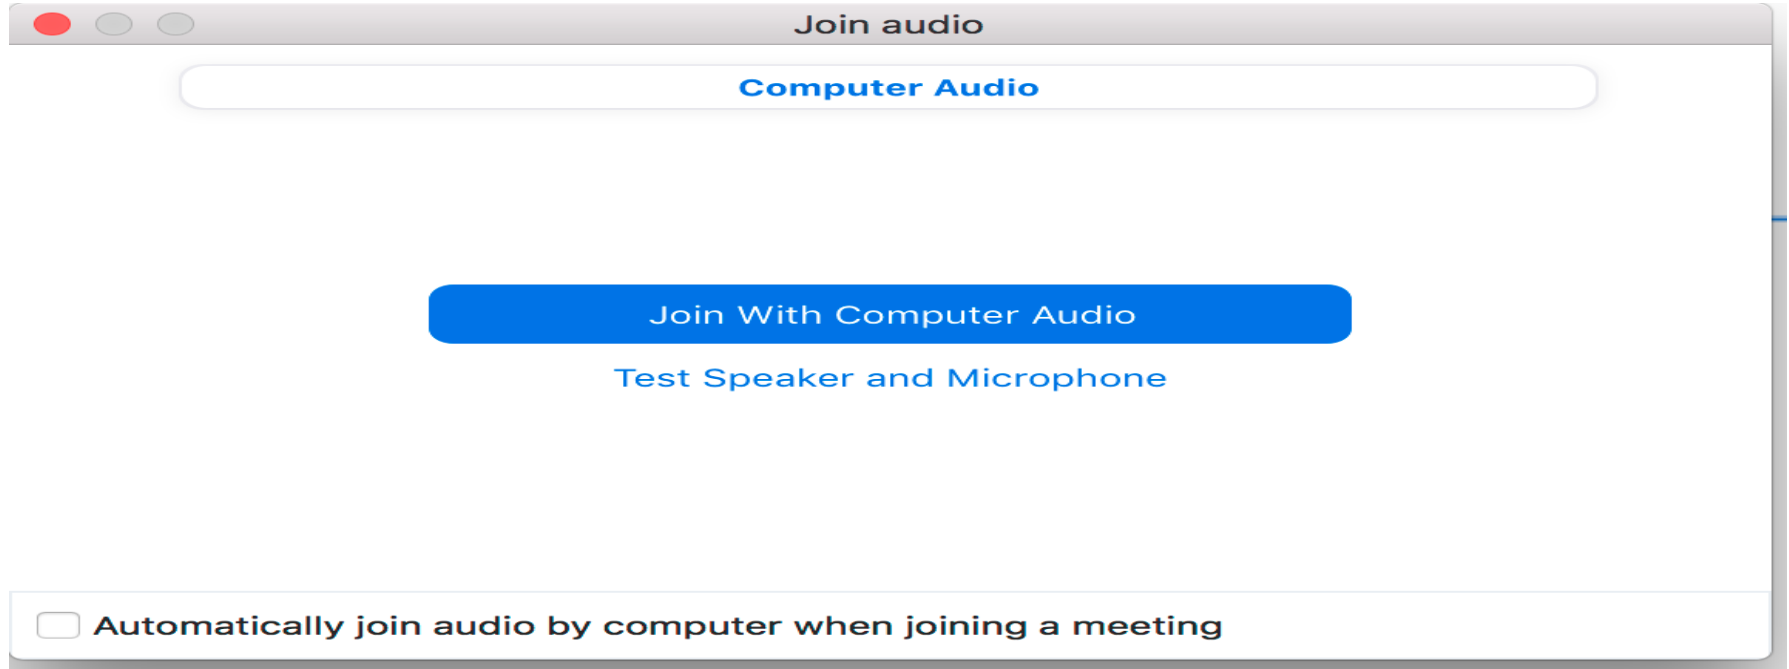 Join audio
Computer Audio
Join With Computer Audio
Test Speaker and Microphone
Automatically join audio by computer when joining a meeting